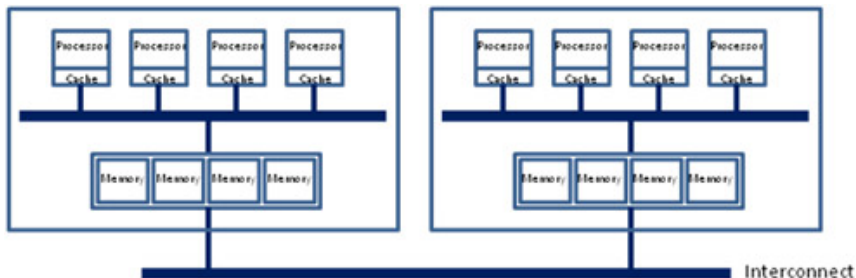 Processor Processor Processor Processor Processor Processor Processor Processor
Cache Cache Cache Cache Cache Cache Cache Cache
Memory Memory Memory Memory Memory Memory Memory Memory
Interconnect